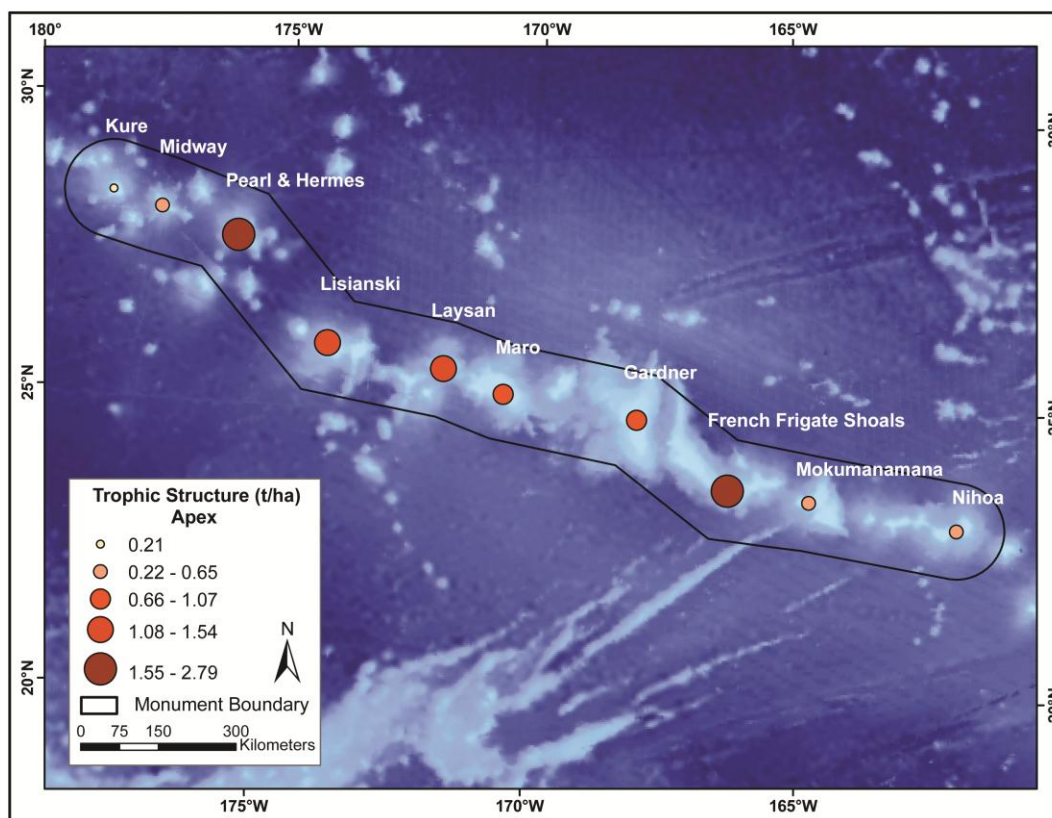 180°
175°W
170°W
165°W
30°N
Kure
Midway
Pearl & Hermes
Lisianski
Laysan
Maro
Gardner
25°N
25°N
French Frigate Shoals
Mokumanamana
Nihoa
Trophic Structure (t/ha)
Apex
0.21
0.22 - 0.65
0.66 - 1.07
1.08 - 1.54
1.55 - 2.79
N
Monument Boundary
0 75 150 300
Kilometers
20°N
20°N
175°W
170°W
165°W